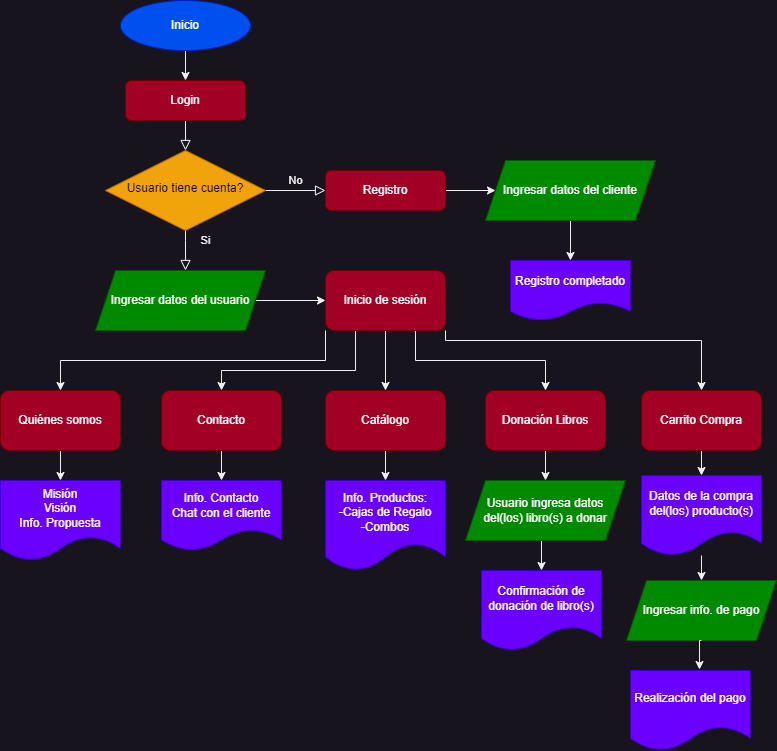 Inicio
Login
Usuario tiene cuenta?
No
Registro
Ingresar datos del cliente
Si
Registro completado
Ingresar datos del usuario
Inicio de sesión
Quiénes somos
Contacto
Catálogo
Donación Libros
Carrito Compra
Misión
Visión
Info. Propuesta
Info. Contacto
Chat con el cliente
Info. Productos:
-Cajas de Regalo
-Combos
Usuario ingresa datos
del(los) libro(s) a donar
Datos de la compra
del(los) producto(s)
Confirmación de
donación de libro(s)
Ingresar info. de pago
Realización del pago